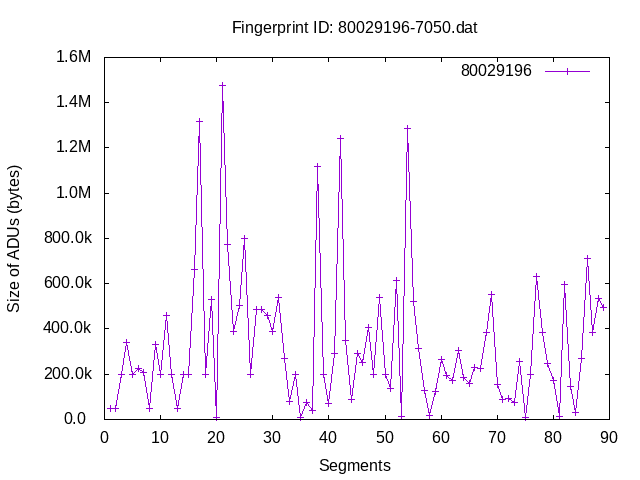 Fingerprint ID: 80029196-7050.dat
80029196
1.6M
1.4M
1.2M
1.0M
800.0k
600.0k
400.0k
200.0k
0.0
Size of ADUs (bytes)
0 10 20 30 40 50 60 70 80 90
Segments